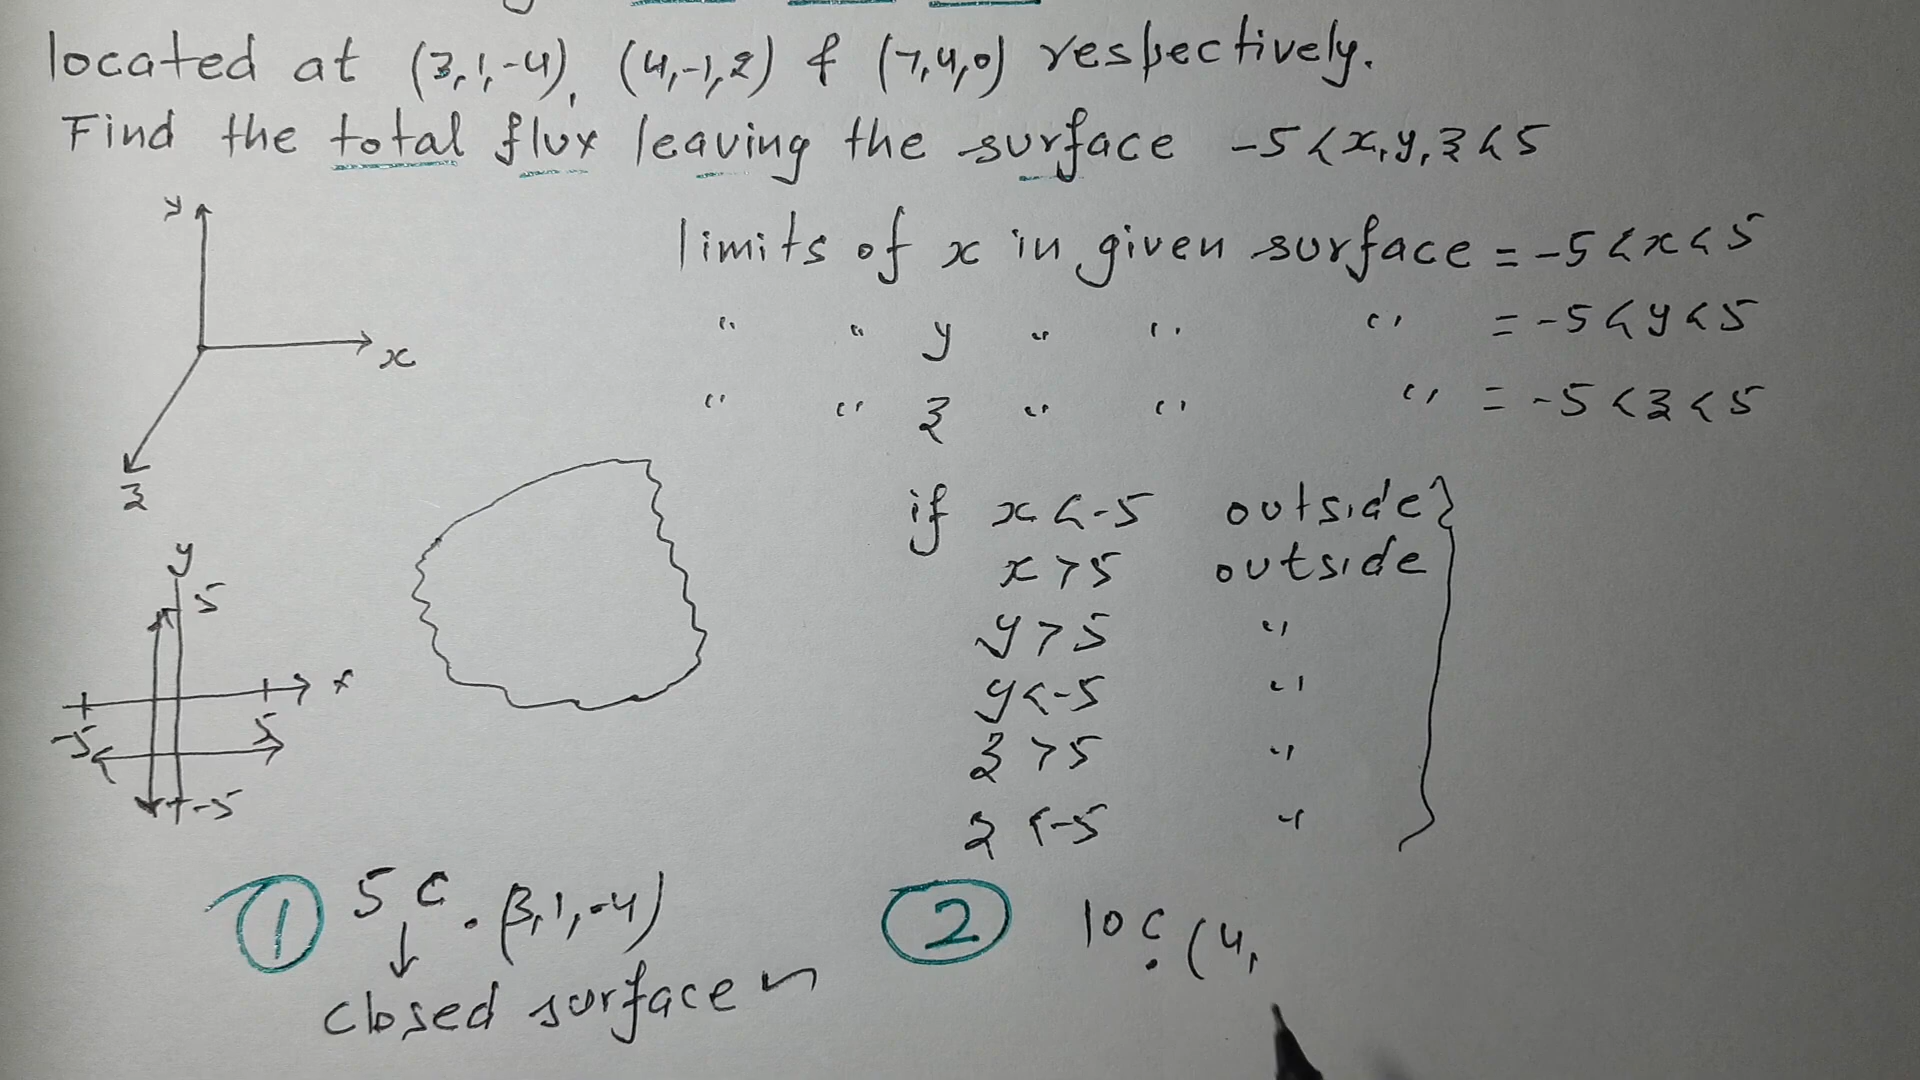 located at (3,1,-4), (4,-1,2) & (7,4,0) respectively.
Find the total flux leaving the surface -5<x,y,z<5
y
x
z
limits of x in given surface = -5<x<5
" " y " " " = -5<y<5
" " z " " " = -5<z<5
if x<-5 outside}
x>5 outside
y>5 "
y<-5 "
z>5 "
z<-5 "
y
5
x
-5
5
-5
① 5C . (3,1,-4)
↓
closed surface
② 10C . (4,